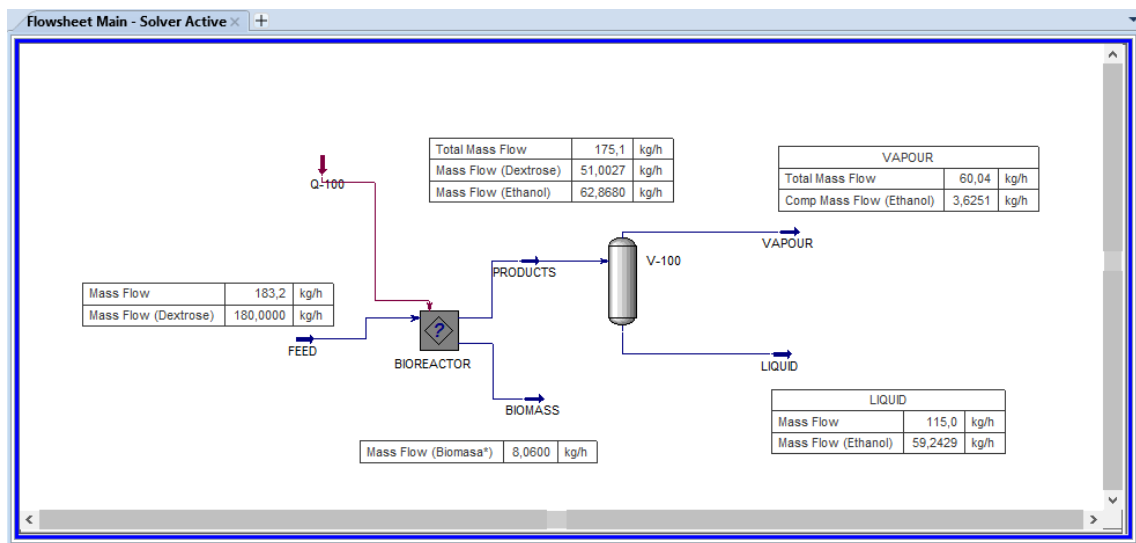 Flowsheet Main - Solver Active × +
Total Mass Flow 175,1 kg/h
Mass Flow (Dextrose) 51,0027 kg/h
Mass Flow (Ethanol) 62,8680 kg/h
VAPOUR
Total Mass Flow 60,04 kg/h
Comp Mass Flow (Ethanol) 3,6251 kg/h
Q-100
VAPOUR
V-100
PRODUCTS
Mass Flow 183,2 kg/h
Mass Flow (Dextrose) 180,0000 kg/h
FEED
?
BIOREACTOR
LIQUID
BIOMASS
LIQUID
Mass Flow 115,0 kg/h
Mass Flow (Ethanol) 59,2429 kg/h
Mass Flow (Biomasa*) 8,0600 kg/h